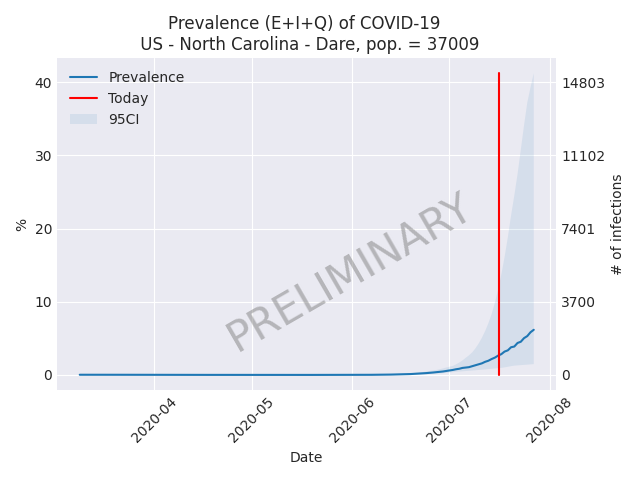 Prevalence (E+I+Q) of COVID-19
US - North Carolina - Dare, pop. = 37009
Prevalence
Today
95CI
PRELIMINARY
%
40
30
20
10
0
14803
11102
7401
3700
0
# of infections
2020-04
2020-05
2020-06
2020-07
2020-08
Date